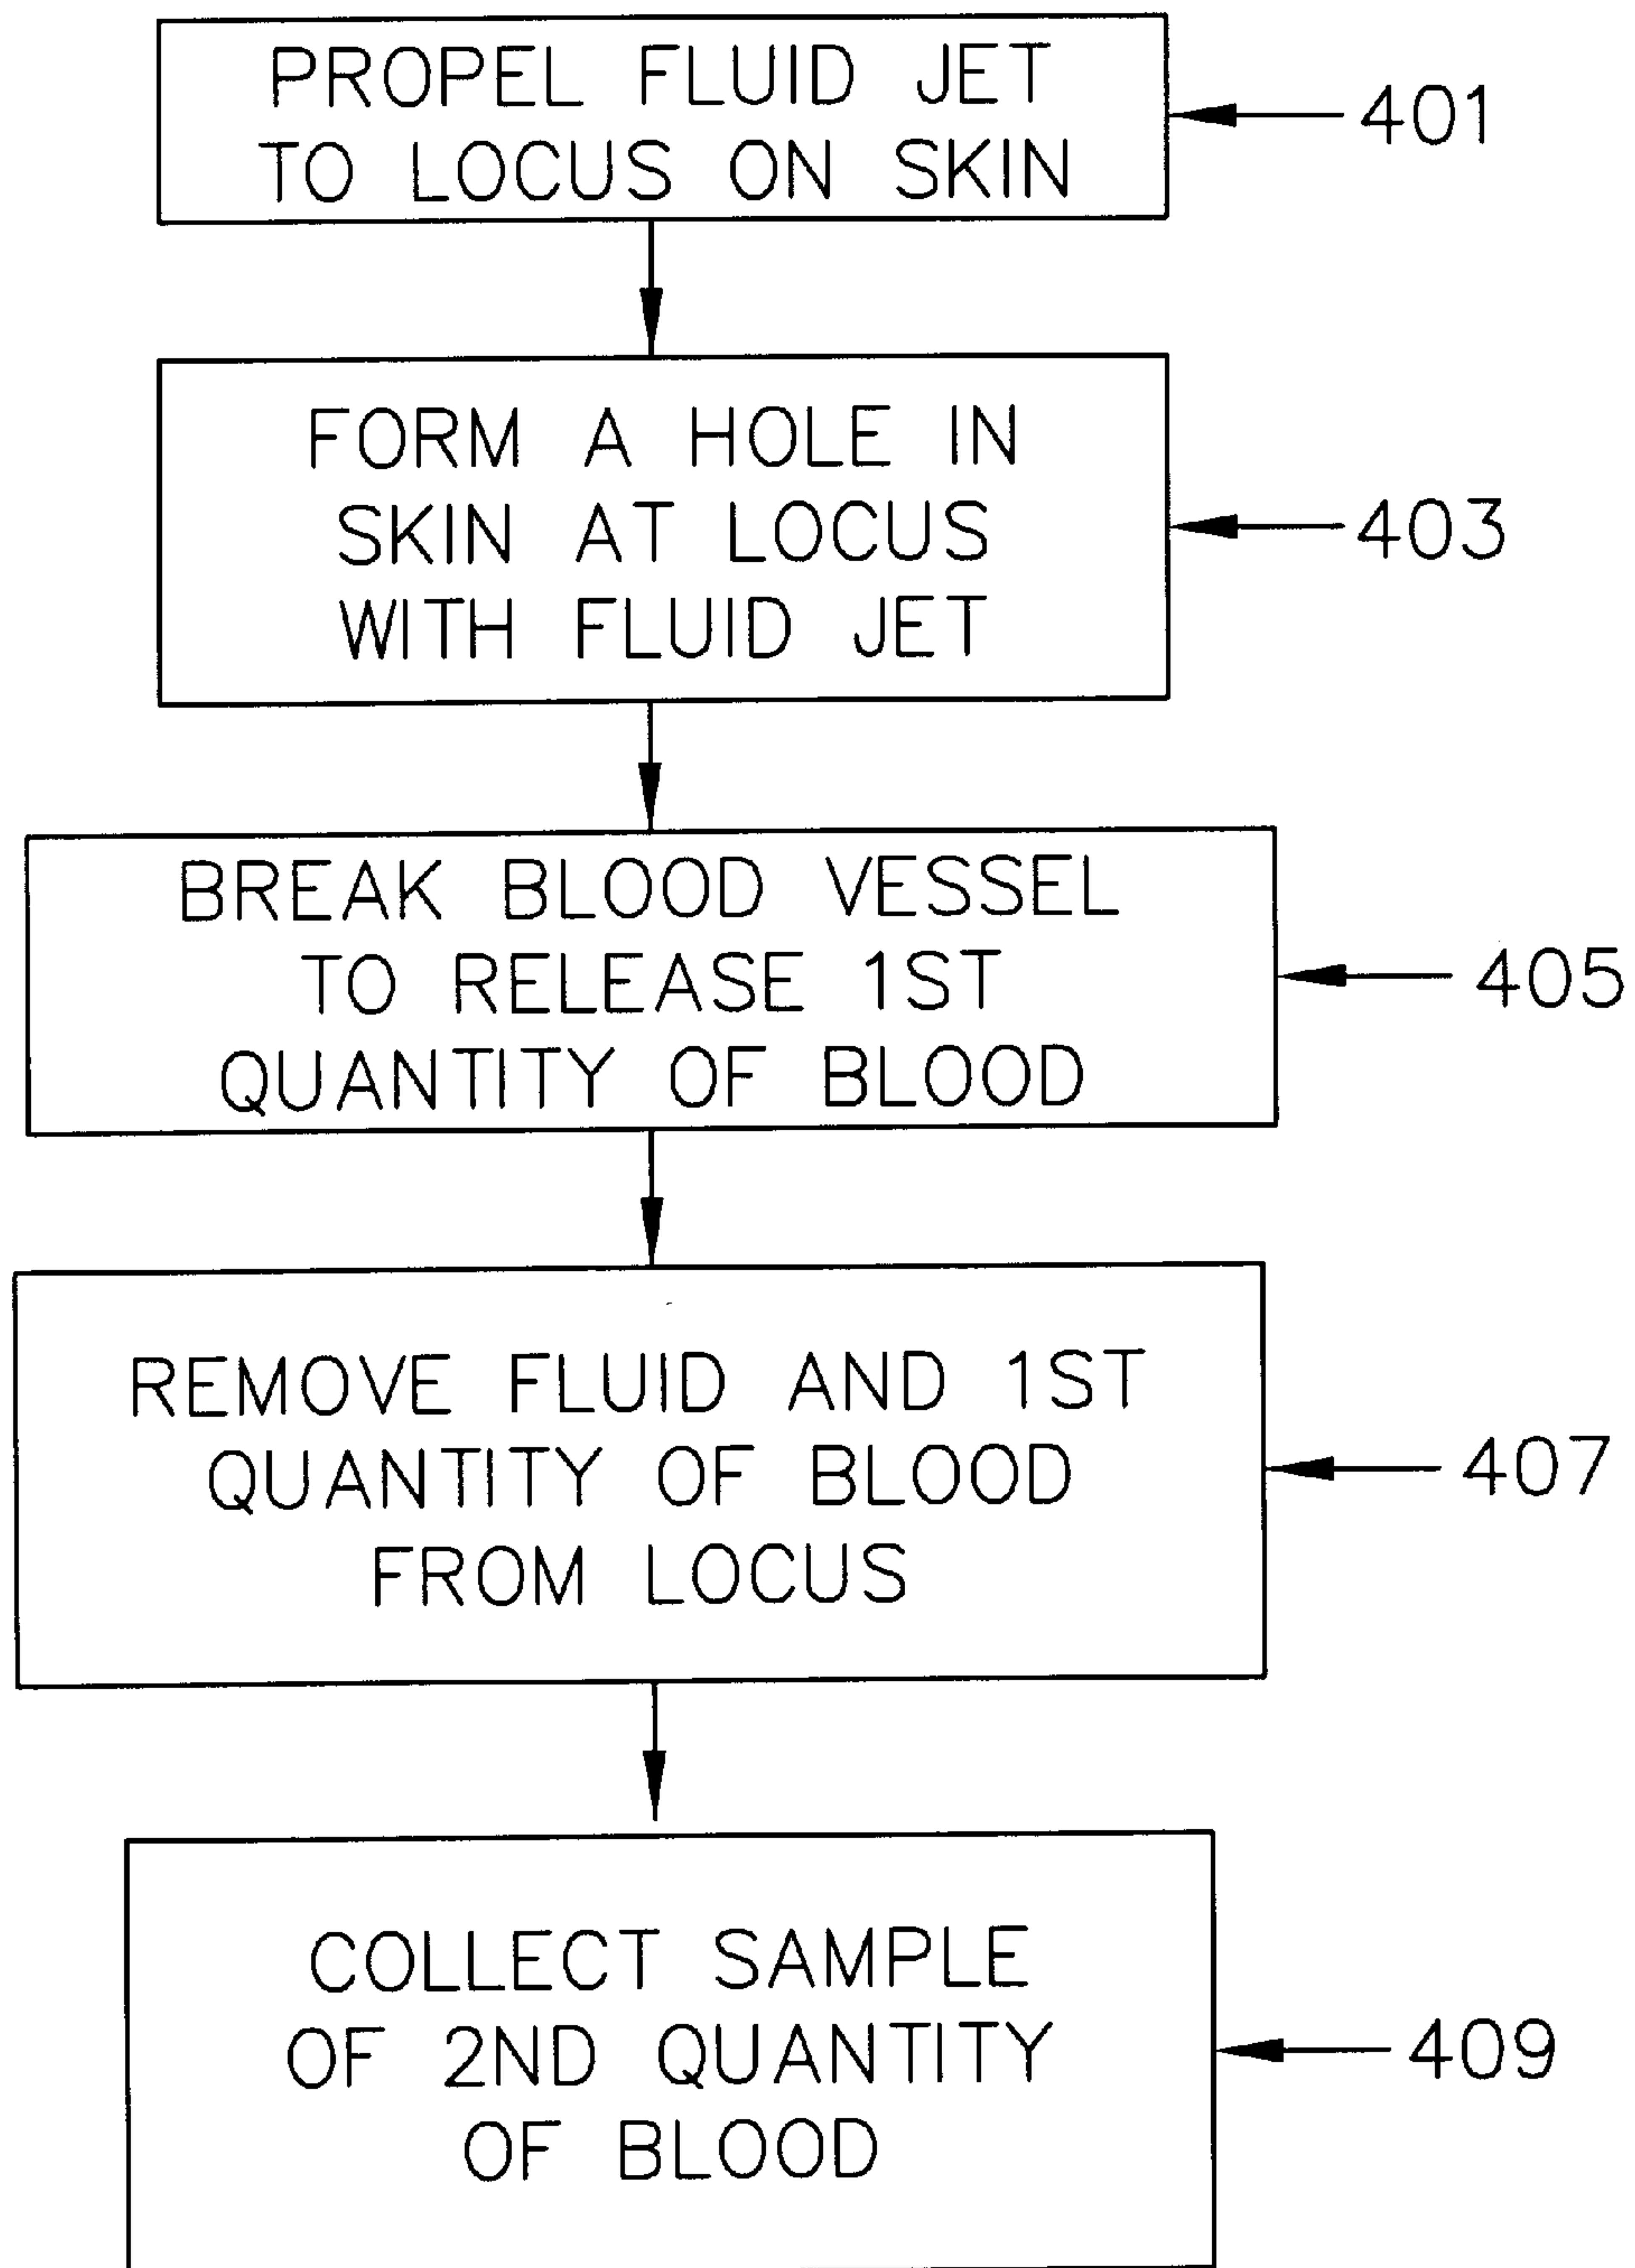 PROPEL FLUID JET
TO LOCUS ON SKIN
401
FORM A HOLE IN
SKIN AT LOCUS
WITH FLUID JET
403
BREAK BLOOD VESSEL
TO RELEASE 1ST
QUANTITY OF BLOOD
405
REMOVE FLUID AND 1ST
QUANTITY OF BLOOD
FROM LOCUS
407
COLLECT SAMPLE
OF 2ND QUANTITY
OF BLOOD
409